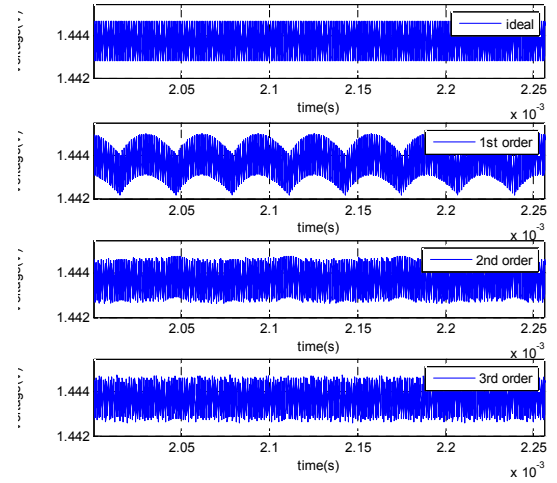 ideal
1.444
1.442
2.05 2.1 2.15 2.2 2.25
time(s)
x 10-3
1st order
1.444
1.442
2.05 2.1 2.15 2.2 2.25
time(s)
x 10-3
2nd order
1.444
1.442
2.05 2.1 2.15 2.2 2.25
time(s)
x 10-3
3rd order
1.444
1.442
2.05 2.1 2.15 2.2 2.25
time(s)
x 10-3